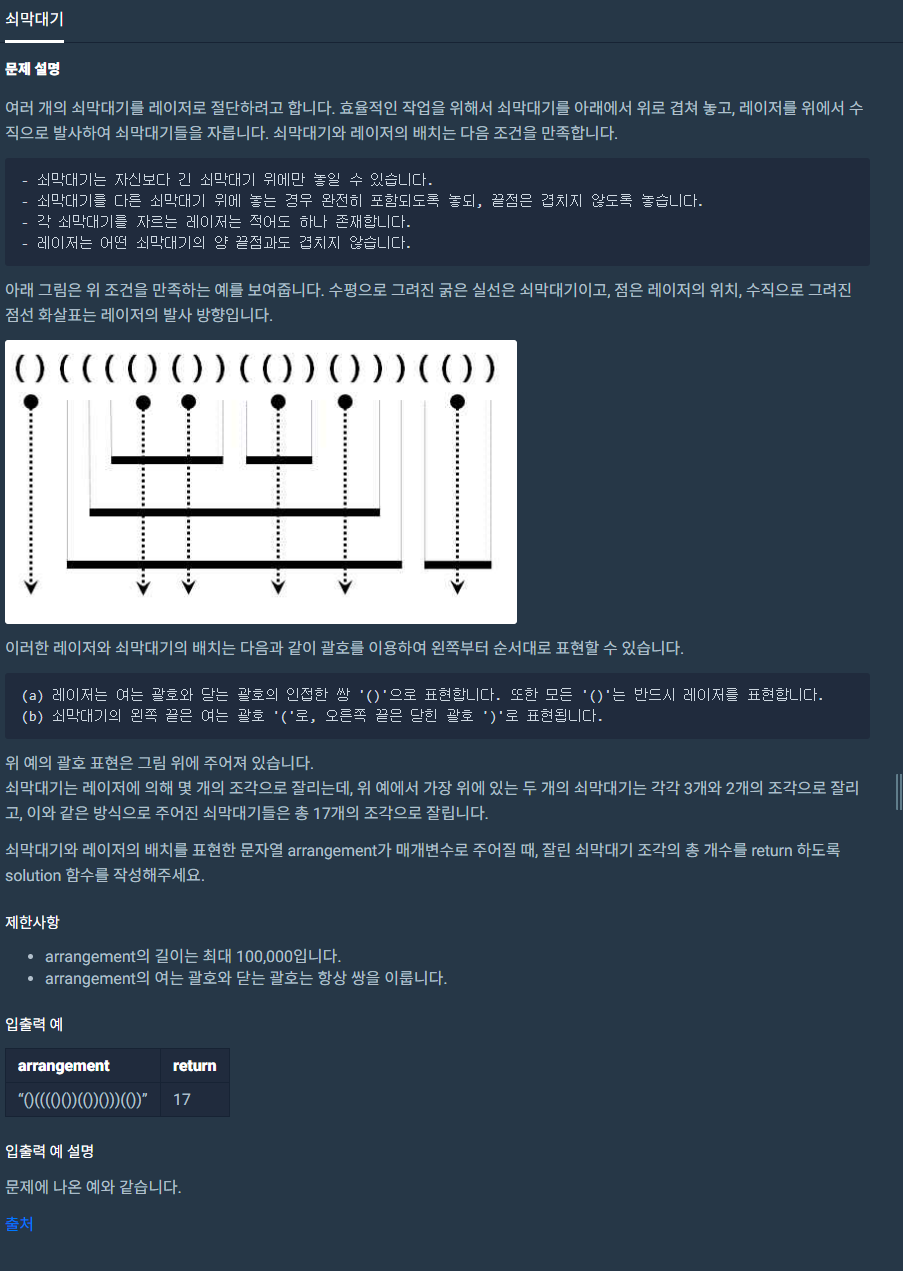 쇠막대기
문제 설명
여러 개의 쇠막대기를 레이저로 절단하려고 합니다. 효율적인 작업을 위해서 쇠막대기를 아래에서 위로 겹쳐 놓고, 레이저를 위에서 수
직으로 발사하여 쇠막대기들을 자릅니다. 쇠막대기와 레이저의 배치는 다음 조건을 만족합니다.
- 쇠막대기는 자신보다 긴 쇠막대기 위에만 놓일 수 있습니다.
- 쇠막대기를 다른 쇠막대기 위에 놓는 경우 완전히 포함되도록 놓되, 끝점은 겹치지 않도록 놓습니다.
- 각 쇠막대기를 자르는 레이저는 적어도 하나 존재합니다.
- 레이저는 어떤 쇠막대기의 양 끝점과도 겹치지 않습니다.
아래 그림은 위 조건을 만족하는 예를 보여줍니다. 수평으로 그려진 굵은 실선은 쇠막대기이고, 점은 레이저의 위치, 수직으로 그려진
점선 화살표는 레이저의 발사 방향입니다.
( ) ( ( ( ( ) ( ) ) ( ( ) ) ( ) ) ) ( ( ) )
이러한 레이저와 쇠막대기의 배치는 다음과 같이 괄호를 이용하여 왼쪽부터 순서대로 표현할 수 있습니다.
(a) 레이저는 여는 괄호와 닫는 괄호의 인접한 쌍 '()'으로 표현합니다. 또한 모든 '()'는 반드시 레이저를 표현합니다.
(b) 쇠막대기의 왼쪽 끝은 여는 괄호 '('로, 오른쪽 끝은 닫힌 괄호 ')'로 표현됩니다.
위 예의 괄호 표현은 그림 위에 주어져 있습니다.
쇠막대기는 레이저에 의해 몇 개의 조각으로 잘리는데, 위 예에서 가장 위에 있는 두 개의 쇠막대기는 각각 3개와 2개의 조각으로 잘리
고, 이와 같은 방식으로 주어진 쇠막대기들은 총 17개의 조각으로 잘립니다.
쇠막대기와 레이저의 배치를 표현한 문자열 arrangement가 매개변수로 주어질 때, 잘린 쇠막대기 조각의 총 개수를 return 하도록
solution 함수를 작성해주세요.
제한사항
• arrangement의 길이는 최대 100,000입니다.
• arrangement의 여는 괄호와 닫는 괄호는 항상 쌍을 이룹니다.
입출력 예
arrangement return
“()(((()())(())()))(())” 17
입출력 예 설명
문제에 나온 예와 같습니다.
출처